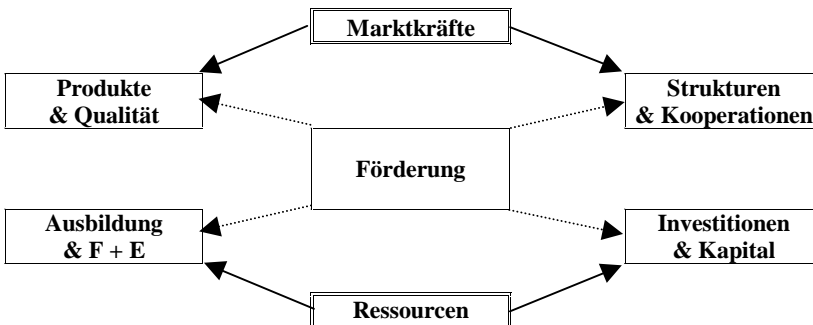 Marktkräfte
Produkte
& Qualität
Strukturen
& Kooperationen
Förderung
Ausbildung
& F + E
Investitionen
& Kapital
Ressourcen